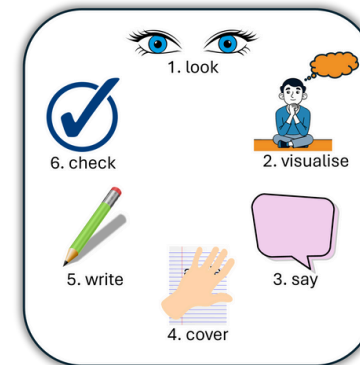 1. look
2. visualise
3. say
4. cover
5. write
6. check